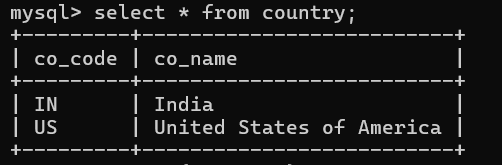 mysql> select * from country;
+---------+--------------------------+
| co_code | co_name                  |
+---------+--------------------------+
| IN      | India                    |
| US      | United States of America |
+---------+--------------------------+